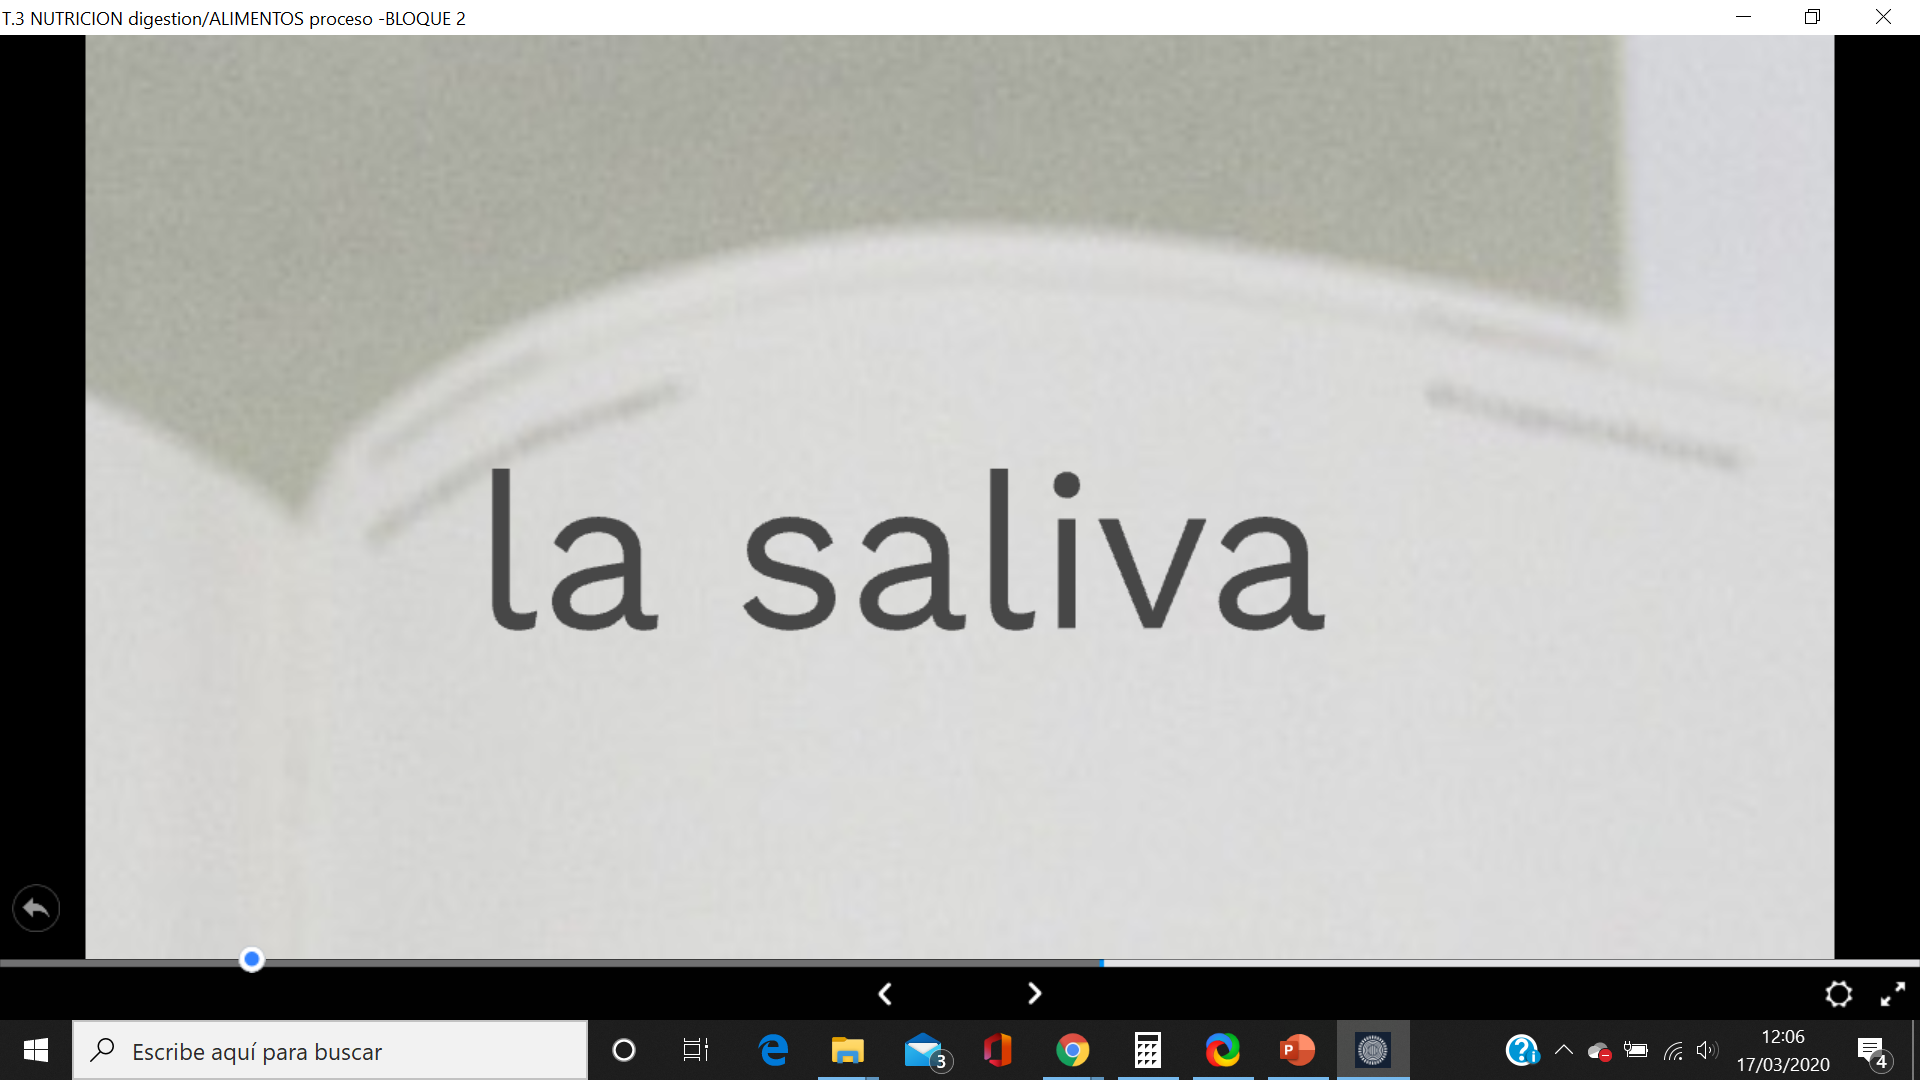 T.3 NUTRICION digestion/ALIMENTOS proceso -BLOQUE 2
la saliva
Escribe aquí para buscar
3
P
12:06
17/03/2020
4